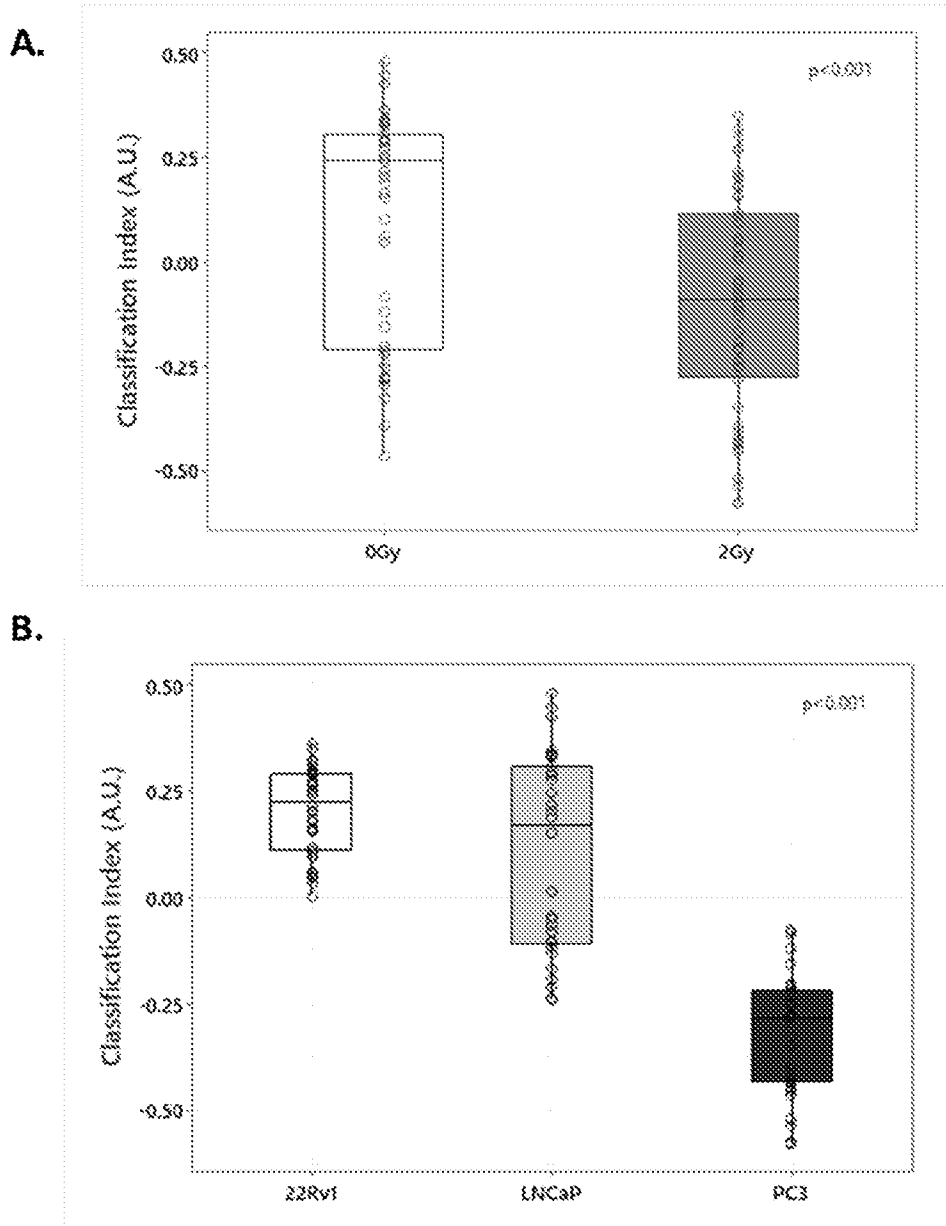 A.
0.50
p<0.001
0.25
0.00
-0.25
-0.50
Classification Index (A.U.)
0Gy 2Gy
B.
0.50
p<0.001
0.25
0.00
-0.25
-0.50
Classification Index (A.U.)
22Rv1 LNCaP PC3